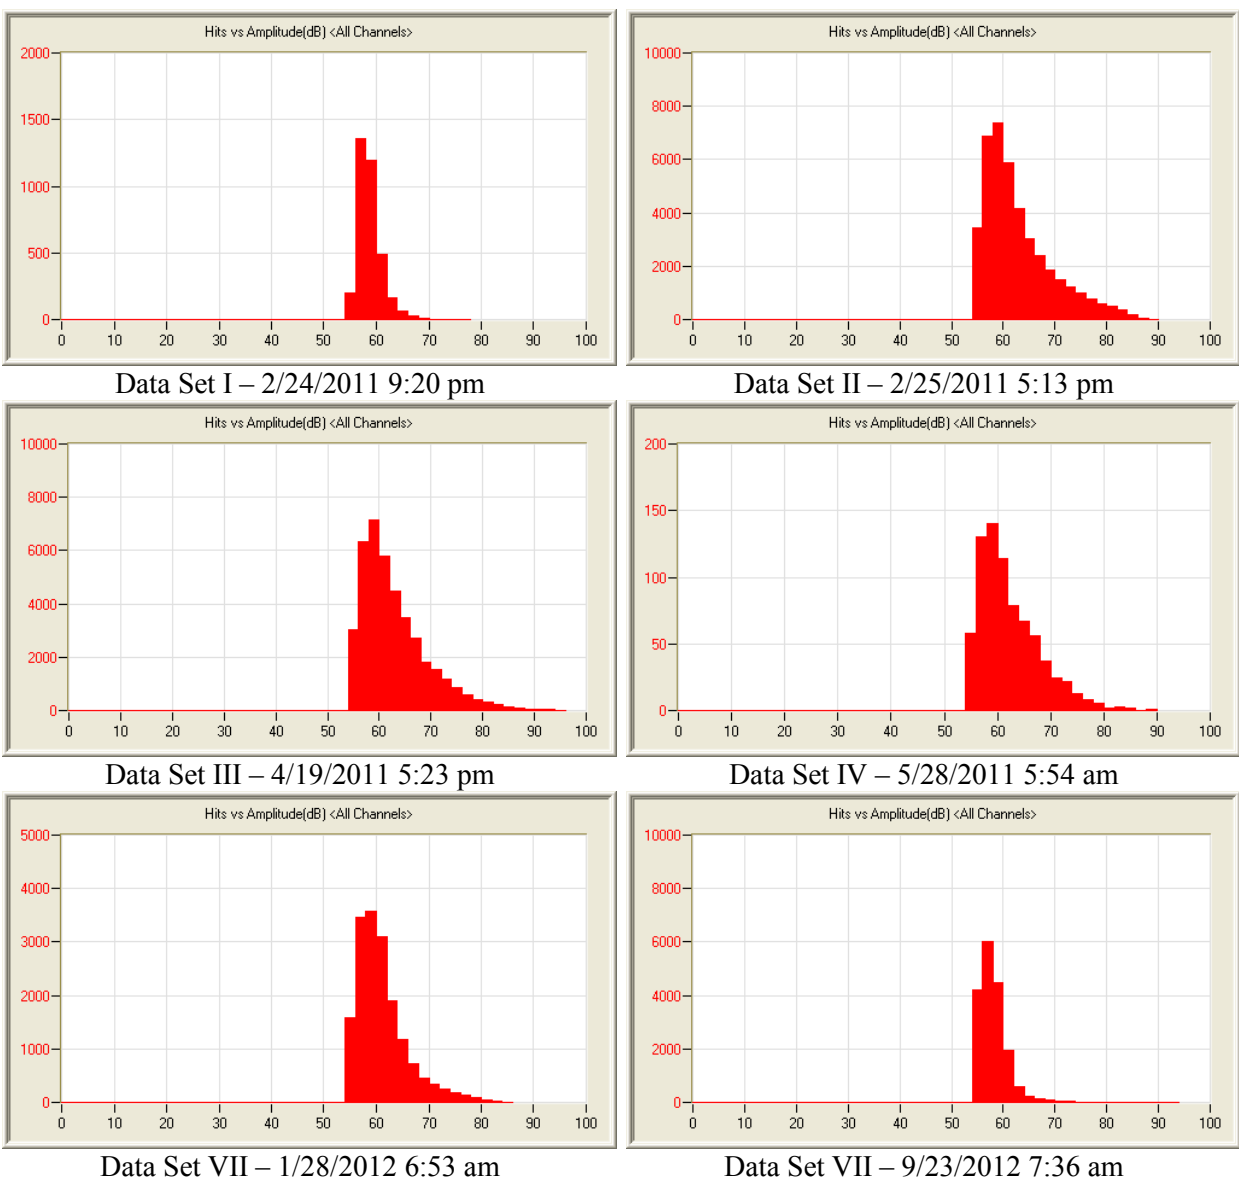 Hits vs Amplitude(dB) <All Channels>
2000
1500
1000
500
0
0 10 20 30 40 50 60 70 80 90 100
Data Set I – 2/24/2011 9:20 pm
Hits vs Amplitude(dB) <All Channels>
10000
8000
6000
4000
2000
0
0 10 20 30 40 50 60 70 80 90 100
Data Set II – 2/25/2011 5:13 pm
Hits vs Amplitude(dB) <All Channels>
10000
8000
6000
4000
2000
0
0 10 20 30 40 50 60 70 80 90 100
Data Set III – 4/19/2011 5:23 pm
Hits vs Amplitude(dB) <All Channels>
200
150
100
50
0
0 10 20 30 40 50 60 70 80 90 100
Data Set IV – 5/28/2011 5:54 am
Hits vs Amplitude(dB) <All Channels>
5000
4000
3000
2000
1000
0
0 10 20 30 40 50 60 70 80 90 100
Data Set VII – 1/28/2012 6:53 am
Hits vs Amplitude(dB) <All Channels>
10000
8000
6000
4000
2000
0
0 10 20 30 40 50 60 70 80 90 100
Data Set VII – 9/23/2012 7:36 am